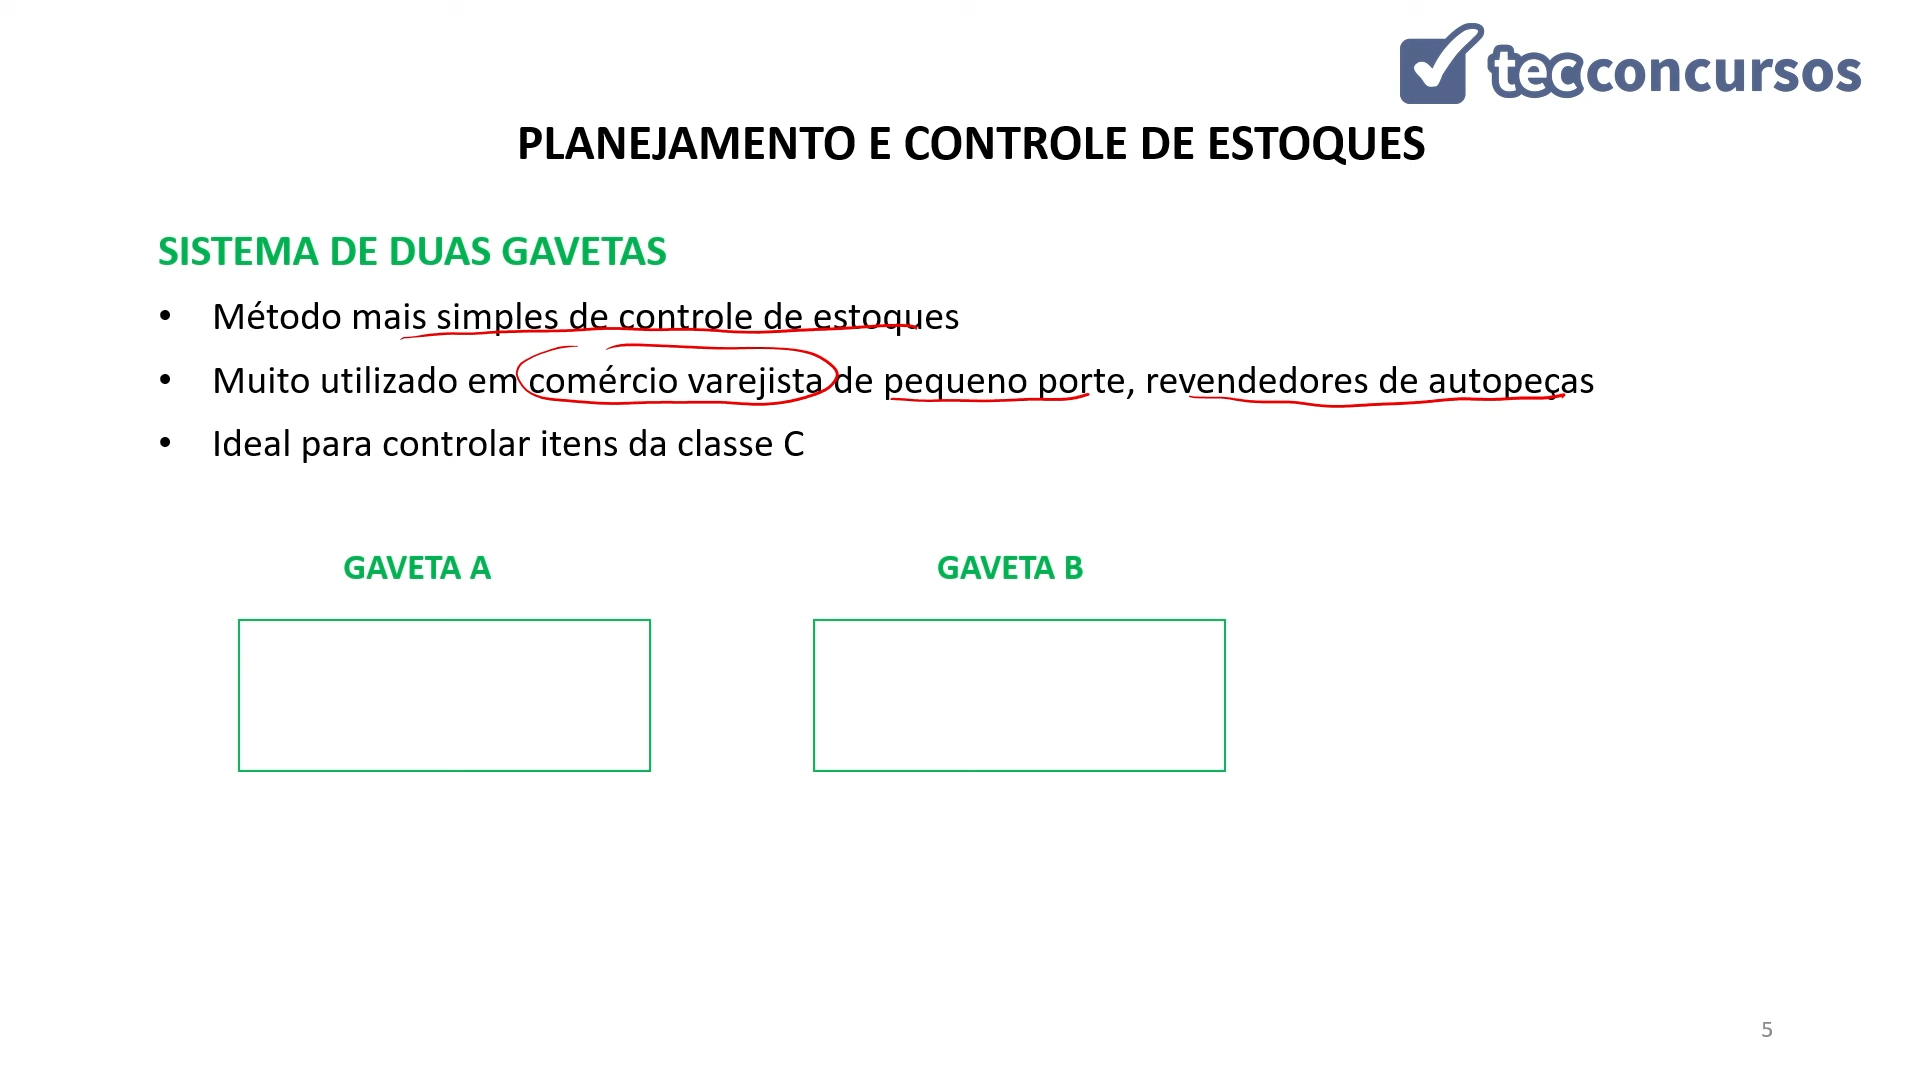 tecconcursos
PLANEJAMENTO E CONTROLE DE ESTOQUES
SISTEMA DE DUAS GAVETAS
• Método mais simples de controle de estoques
• Muito utilizado em comércio varejista de pequeno porte, revendedores de autopeças
• Ideal para controlar itens da classe C
GAVETA A GAVETA B
5